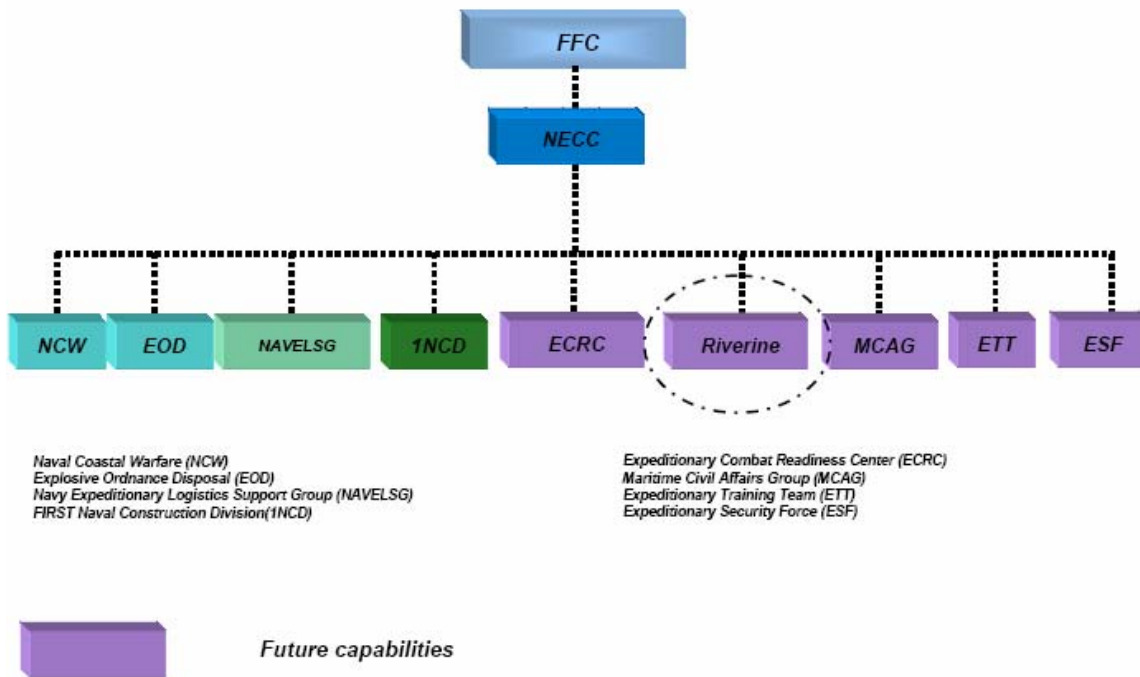 FFC
NECC
NCW
EOD
NAVELSG
1NCD
ECRC
Riverine
MCAG
ETT
ESF
Naval Coastal Warfare (NCW)
Explosive Ordnance Disposal (EOD)
Navy Expeditionary Logistics Support Group (NAVELSG)
FIRST Naval Construction Division(1NCD)
Expeditionary Combat Readiness Center (ECRC)
Maritime Civil Affairs Group (MCAG)
Expeditionary Training Team (ETT)
Expeditionary Security Force (ESF)
Future capabilities